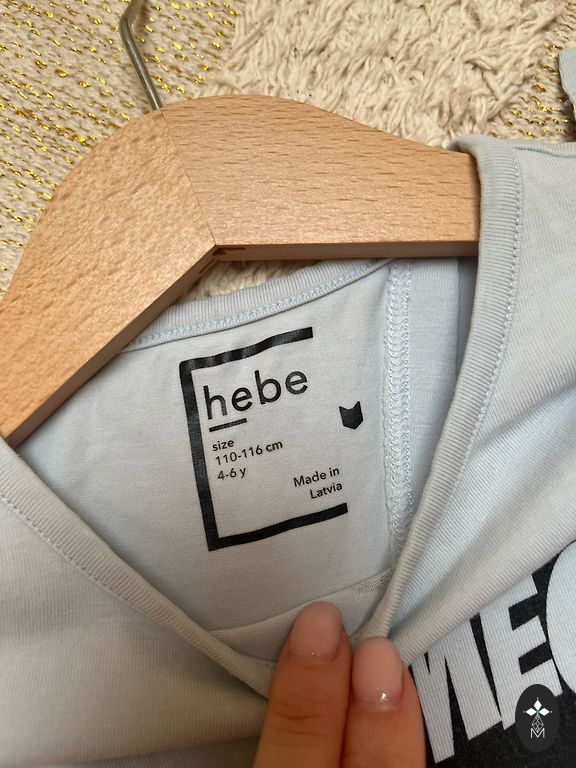 hebe
size
110-116 cm
4-6 y
Made in
Latvia